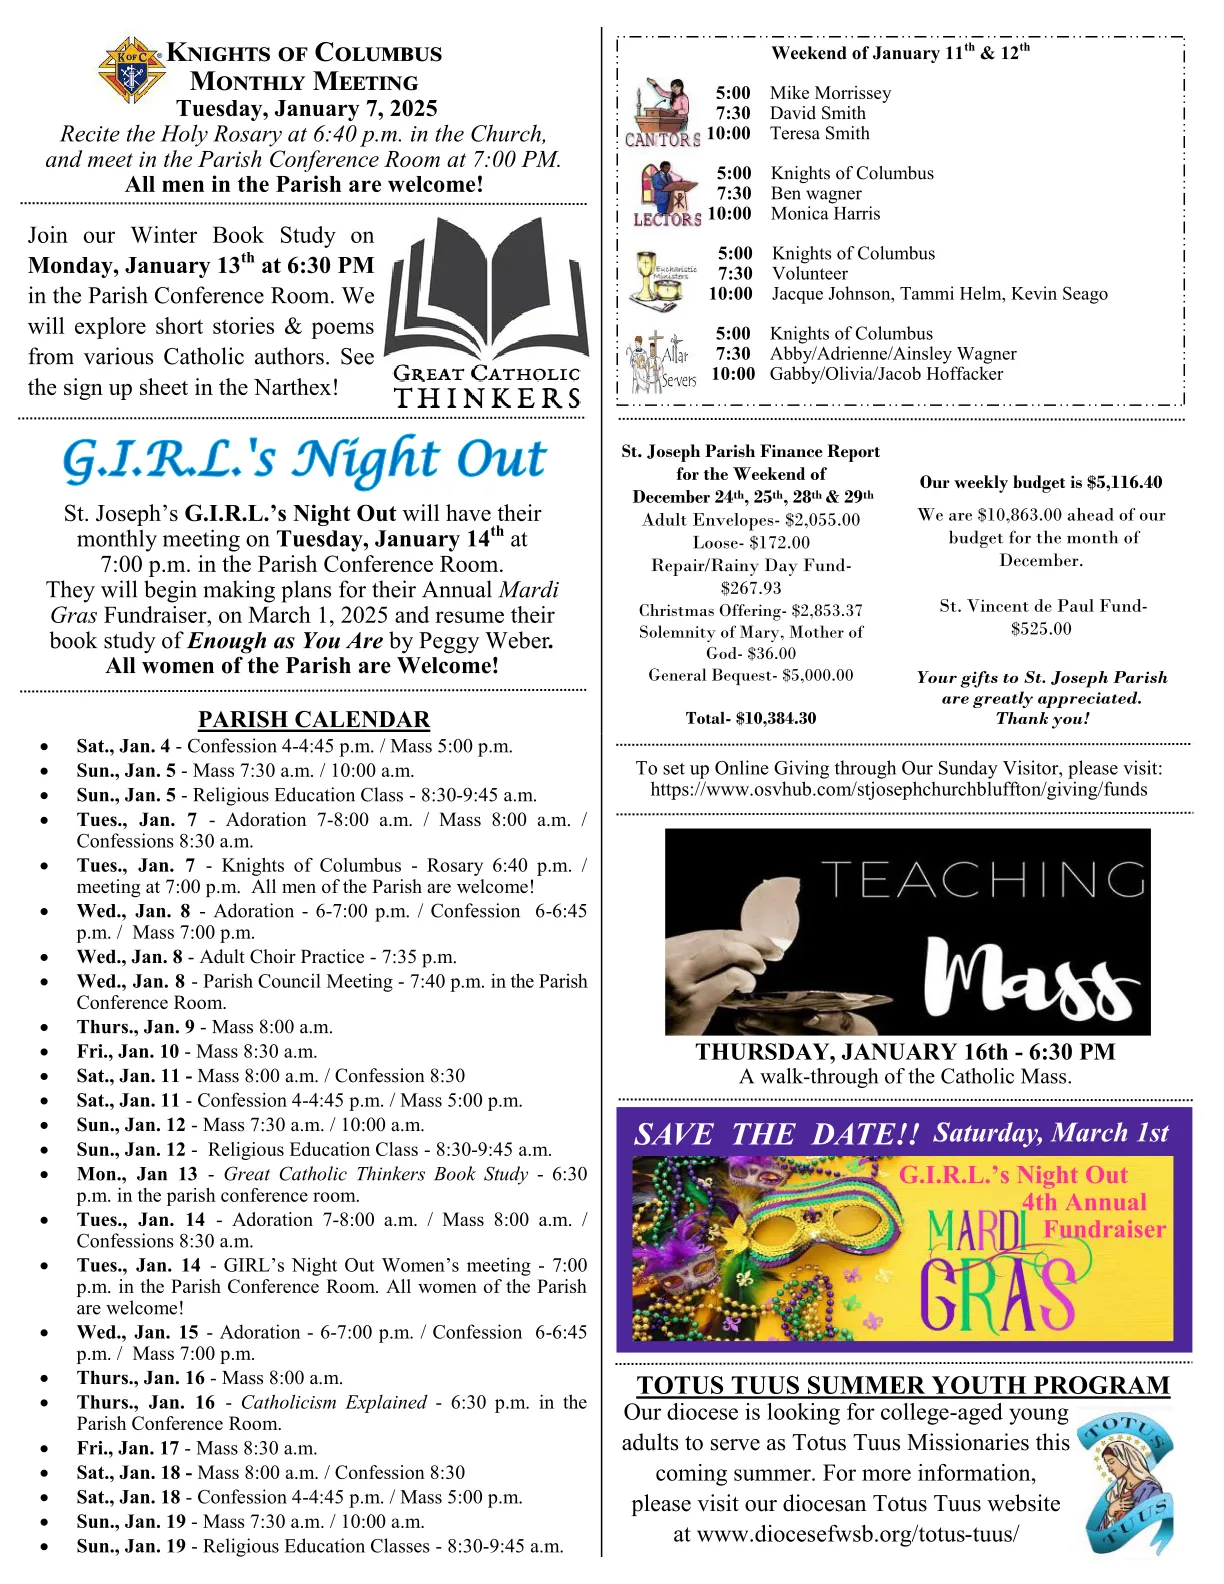 KNIGHTS OF COLUMBUS
MONTHLY MEETING
Tuesday, January 7, 2025
Recite the Holy Rosary at 6:40 p.m. in the Church,
and meet in the Parish Conference Room at 7:00 PM.
All men in the Parish are welcome!
Join our Winter Book Study on
Monday, January 13th at 6:30 PM
in the Parish Conference Room. We
will explore short stories & poems
from various Catholic authors. See
the sign up sheet in the Narthex!
GREAT CATHOLIC
THINKERS
G.I.R.L.'s Night Out
St. Joseph’s G.I.R.L.’s Night Out will have their
monthly meeting on Tuesday, January 14th at
7:00 p.m. in the Parish Conference Room.
They will begin making plans for their Annual Mardi
Gras Fundraiser, on March 1, 2025 and resume their
book study of Enough as You Are by Peggy Weber.
All women of the Parish are Welcome!
PARISH CALENDAR
• Sat., Jan. 4 - Confession 4-4:45 p.m. / Mass 5:00 p.m.
• Sun., Jan. 5 - Mass 7:30 a.m. / 10:00 a.m.
• Sun., Jan. 5 - Religious Education Class - 8:30-9:45 a.m.
• Tues., Jan. 7 - Adoration 7-8:00 a.m. / Mass 8:00 a.m. /
Confessions 8:30 a.m.
• Tues., Jan. 7 - Knights of Columbus - Rosary 6:40 p.m. /
meeting at 7:00 p.m. All men of the Parish are welcome!
• Wed., Jan. 8 - Adoration - 6-7:00 p.m. / Confession 6-6:45
p.m. / Mass 7:00 p.m.
• Wed., Jan. 8 - Adult Choir Practice - 7:35 p.m.
• Wed., Jan. 8 - Parish Council Meeting - 7:40 p.m. in the Parish
Conference Room.
• Thurs., Jan. 9 - Mass 8:00 a.m.
• Fri., Jan. 10 - Mass 8:30 a.m.
• Sat., Jan. 11 - Mass 8:00 a.m. / Confession 8:30
• Sat., Jan. 11 - Confession 4-4:45 p.m. / Mass 5:00 p.m.
• Sun., Jan. 12 - Mass 7:30 a.m. / 10:00 a.m.
• Sun., Jan. 12 - Religious Education Class - 8:30-9:45 a.m.
• Mon., Jan 13 - Great Catholic Thinkers Book Study - 6:30
p.m. in the parish conference room.
• Tues., Jan. 14 - Adoration 7-8:00 a.m. / Mass 8:00 a.m. /
Confessions 8:30 a.m.
• Tues., Jan. 14 - GIRL’s Night Out Women’s meeting - 7:00
p.m. in the Parish Conference Room. All women of the Parish
are welcome!
• Wed., Jan. 15 - Adoration - 6-7:00 p.m. / Confession 6-6:45
p.m. / Mass 7:00 p.m.
• Thurs., Jan. 16 - Mass 8:00 a.m.
• Thurs., Jan. 16 - Catholicism Explained - 6:30 p.m. in the
Parish Conference Room.
• Fri., Jan. 17 - Mass 8:30 a.m.
• Sat., Jan. 18 - Mass 8:00 a.m. / Confession 8:30
• Sat., Jan. 18 - Confession 4-4:45 p.m. / Mass 5:00 p.m.
• Sun., Jan. 19 - Mass 7:30 a.m. / 10:00 a.m.
• Sun., Jan. 19 - Religious Education Classes - 8:30-9:45 a.m.
Weekend of January 11th & 12th
CANTORS
5:00 Mike Morrissey
7:30 David Smith
10:00 Teresa Smith
LECTORS
5:00 Knights of Columbus
7:30 Ben wagner
10:00 Monica Harris
Eucharistic
Ministers
5:00 Knights of Columbus
7:30 Volunteer
10:00 Jacque Johnson, Tammi Helm, Kevin Seago
Altar
Servers
5:00 Knights of Columbus
7:30 Abby/Adrienne/Ainsley Wagner
10:00 Gabby/Olivia/Jacob Hoffacker
St. Joseph Parish Finance Report
for the Weekend of
December 24th, 25th, 28th & 29th
Adult Envelopes- $2,055.00
Loose- $172.00
Repair/Rainy Day Fund-
$267.93
Christmas Offering- $2,853.37
Solemnity of Mary, Mother of
God- $36.00
General Bequest- $5,000.00
Total- $10,384.30
Our weekly budget is $5,116.40
We are $10,863.00 ahead of our
budget for the month of
December.
St. Vincent de Paul Fund-
$525.00
Your gifts to St. Joseph Parish
are greatly appreciated.
Thank you!
To set up Online Giving through Our Sunday Visitor, please visit:
https://www.osvhub.com/stjosephchurchbluffton/giving/funds
TEACHING
Mass
THURSDAY, JANUARY 16th - 6:30 PM
A walk-through of the Catholic Mass.
SAVE THE DATE!! Saturday, March 1st
G.I.R.L.’s Night Out
4th Annual
Fundraiser
MARDI
GRAS
TOTUS TUUS SUMMER YOUTH PROGRAM
Our diocese is looking for college-aged young
adults to serve as Totus Tuus Missionaries this
coming summer. For more information,
please visit our diocesan Totus Tuus website
at www.diocesefwsb.org/totus-tuus/
TOTUS
TUUS